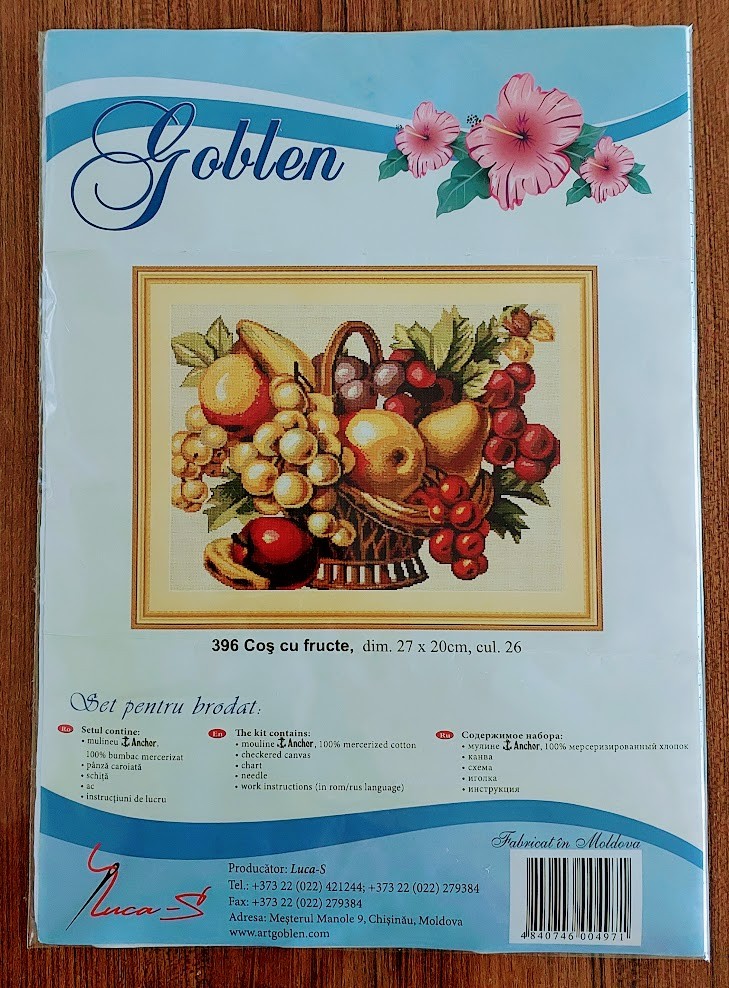 Goblen
396 Coş cu fructe, dim. 27 x 20cm, cul. 26
Set pentru brodat:
Ro
Setul contine:
• mulineu Anchor,
100% bumbac mercerizat
• pânză caroiată
• schiţă
• ac
• instrucţiuni de lucru
En
The kit contains:
• mouline Anchor, 100% mercerized cotton
• checkered canvas
• chart
• needle
• work instructions (in rom/rus language)
Ru
Содержимое набора:
• мулине Anchor, 100% мерсеризированный хлопок
• канва
• схема
• иголка
• инструкция
Fabricat în Moldova
Luca-S
Producător: Luca-S
Tel.: +373 22 (022) 421244; +373 22 (022) 279384
Fax: +373 22 (022) 279384
Adresa: Meşterul Manole 9, Chişinău, Moldova
www.artgoblen.com
4 840746 004971